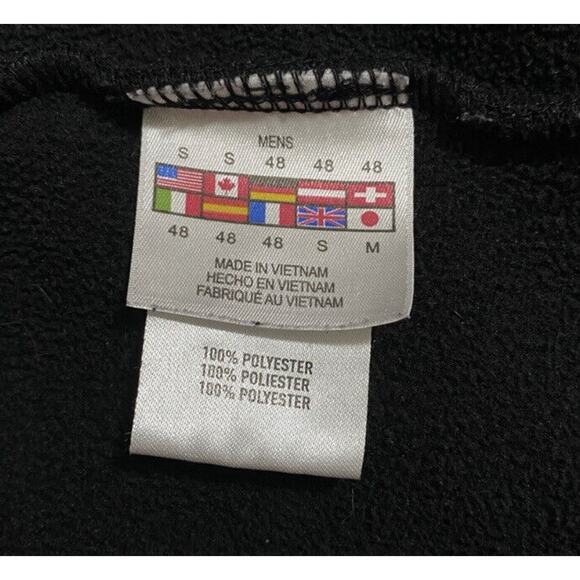 MENS
S S 48 48 48
48 48 48 S M
MADE IN VIETNAM
HECHO EN VIETNAM
FABRIQUÉ AU VIETNAM
100% POLYESTER
100% POLIESTER
100% POLYESTER